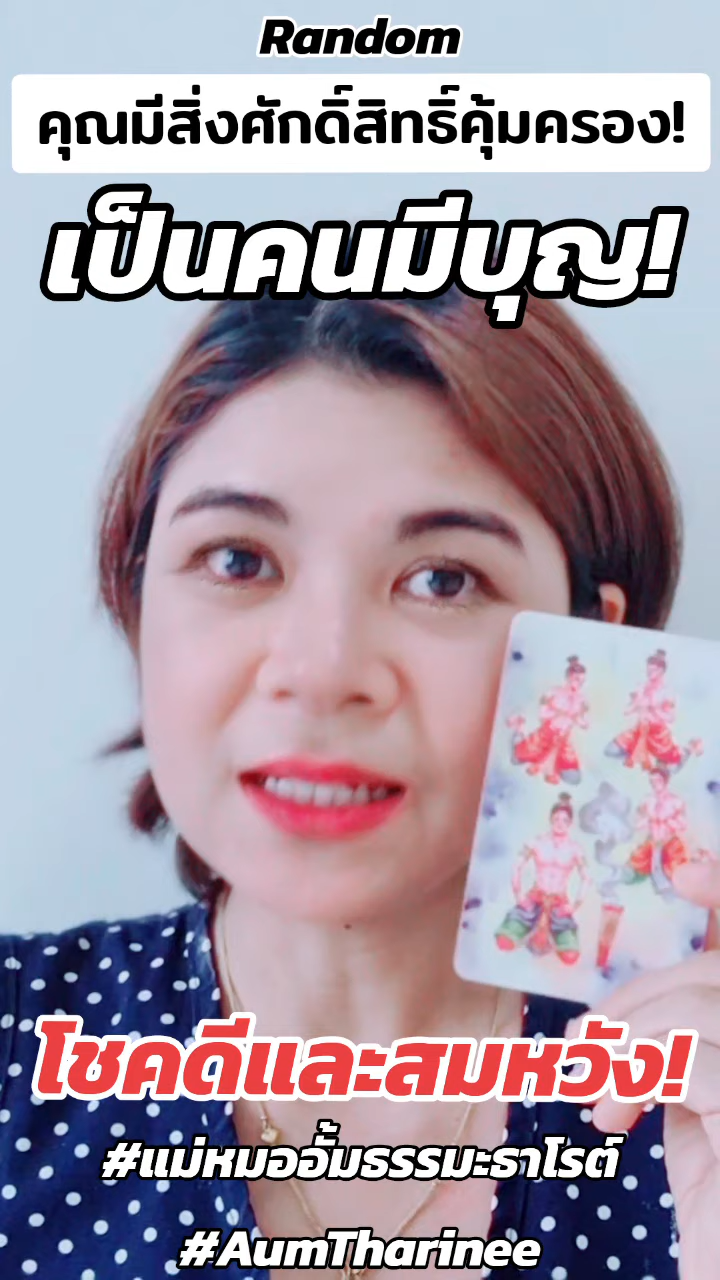 Random
คุณมีสิ่งศักดิ์สิทธิ์คุ้มครอง!
เป็นคนมีบุญ!
โชคดีและสมหวัง!
#แม่หมออั้มธรรมะธาโรต์
#AumTharinee